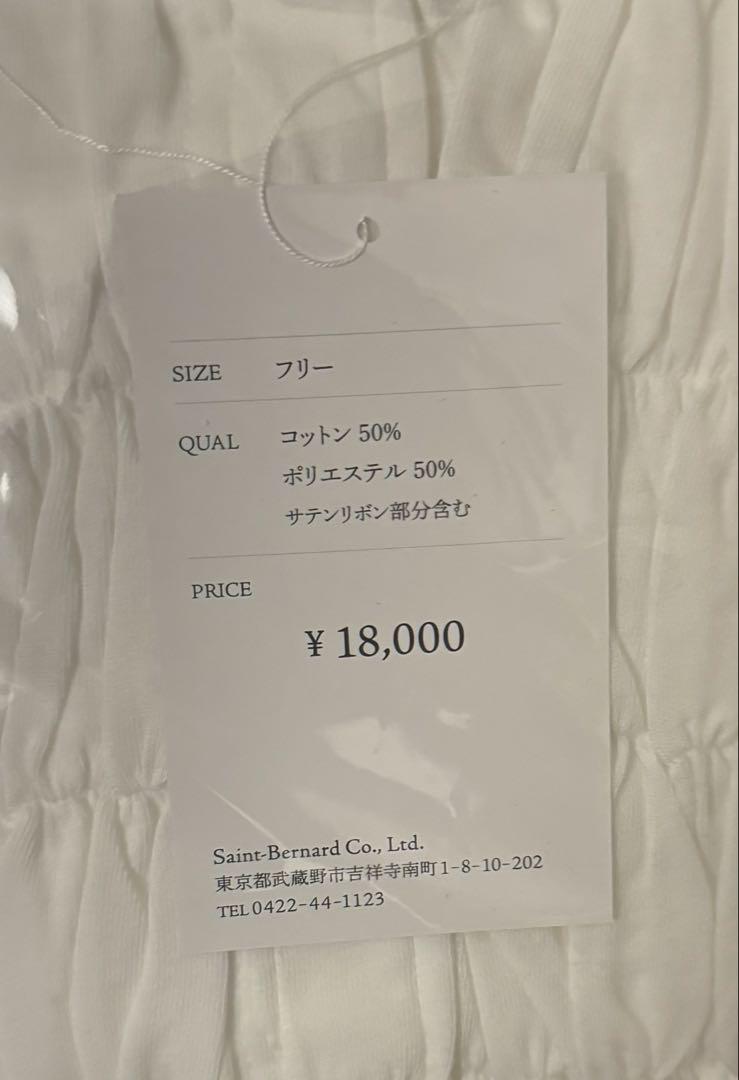 SIZE フリー
QUAL コットン 50%
ポリエステル 50%
サテンリボン部分含む
PRICE
¥ 18,000
Saint-Bernard Co., Ltd.
東京都武蔵野市吉祥寺南町1-8-10-202
TEL 0422-44-1123